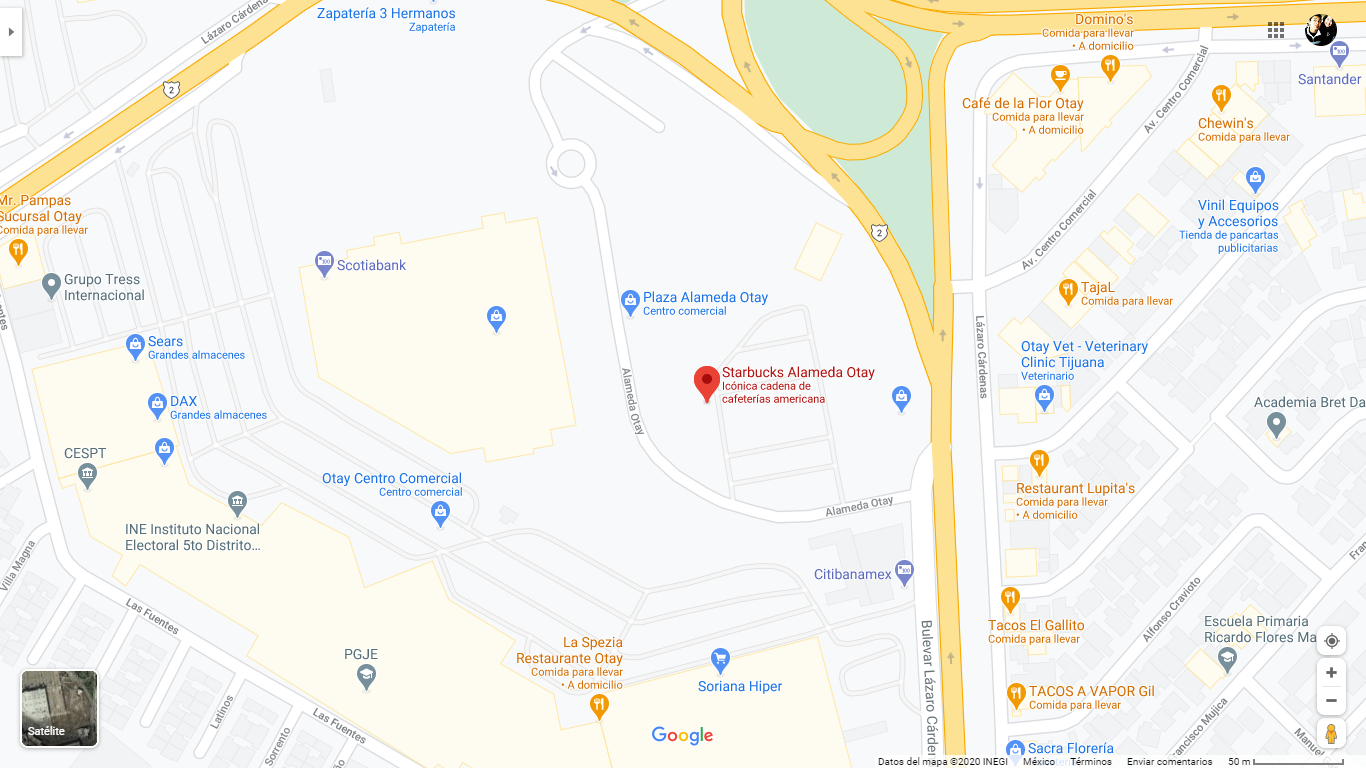 Zapatería 3 Hermanos
Zapatería
Lázaro Cárdenas
Domino's
Comida para llevar
• A domicilio
Santander
2
Café de la Flor Otay
Comida para llevar
• A domicilio
Av. Centro Comercial
Chewin's
Comida para llevar
Mr. Pampas
Sucursal Otay
Comida para llevar
Vinil Equipos
y Accesorios
Tienda de pancartas
publicitarias
2
Av. Centro Comercial
Scotiabank
Grupo Tress
Internacional
Plaza Alameda Otay
Centro comercial
TajaL
Comida para llevar
Sears
Grandes almacenes
Lázaro Cárdenas
Otay Vet - Veterinary
Clinic Tijuana
Veterinario
Starbucks Alameda Otay
Icónica cadena de
cafeterías americana
Alameda Otay
DAX
Grandes almacenes
Academia Bret Da
CESPT
Otay Centro Comercial
Centro comercial
Restaurant Lupita's
Comida para llevar
• A domicilio
Alameda Otay
INE Instituto Nacional
Electoral 5to Distrito...
Villa Magna
Citibanamex
Las Fuentes
Tacos El Gallito
Comida para llevar
Alfonso Cravioto
Fran
Escuela Primaria
Ricardo Flores Ma
La Spezia
Restaurante Otay
Comida para llevar
• A domicilio
PGJE
Soriana Hiper
Bulevar Lázaro Cárden
TACOS A VAPOR Gil
Comida para llevar
Francisco Mujica
Manuel
Latinos
Las Fuentes
Sorrento
Satélite
Google
Sacra Florería
Datos del mapa ©2020 INEGI
México
Términos
Enviar comentarios
50 m